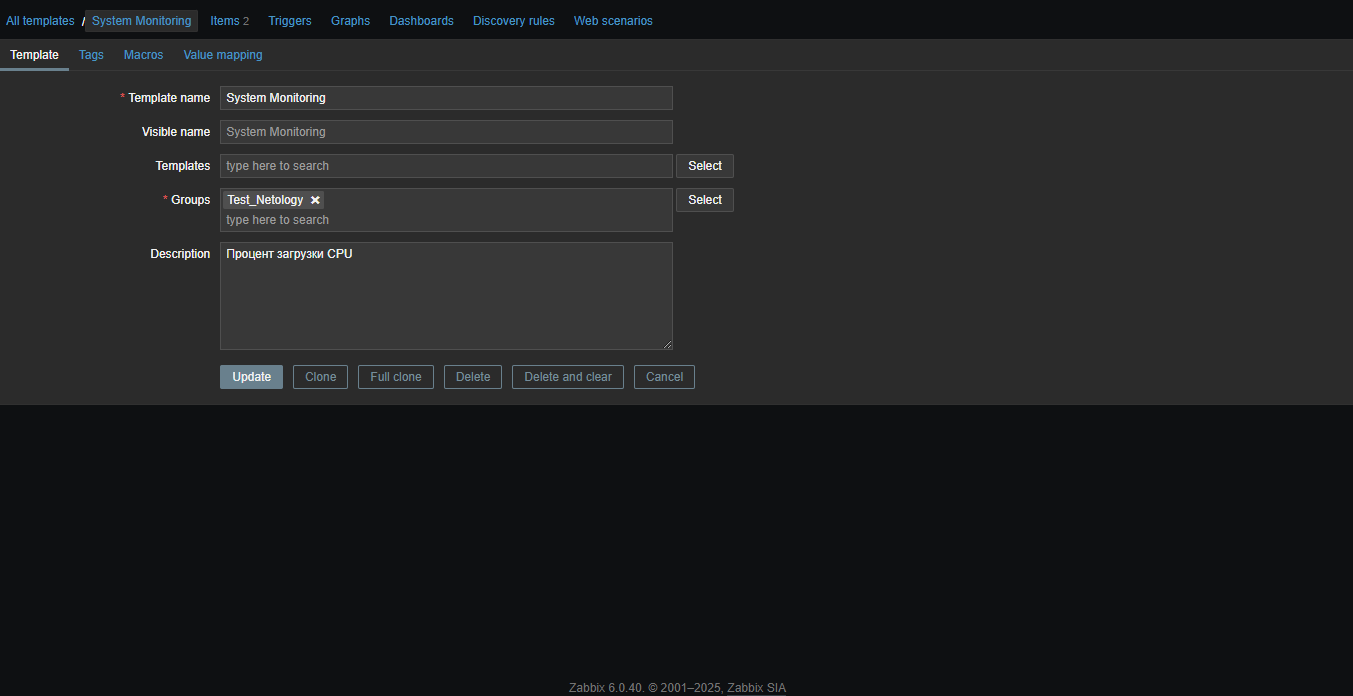 All templates / System Monitoring Items 2 Triggers Graphs Dashboards Discovery rules Web scenarios
Template Tags Macros Value mapping
* Template name System Monitoring
Visible name System Monitoring
Templates type here to search Select
* Groups Test_Netology × Select
type here to search
Description Процент загрузки CPU
Update Clone Full clone Delete Delete and clear Cancel
Zabbix 6.0.40. © 2001–2025, Zabbix SIA